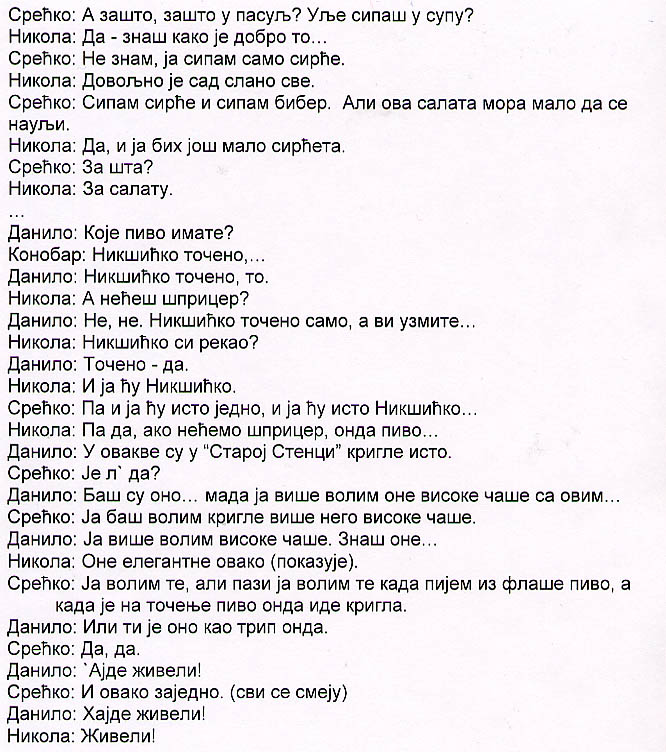 Срећко: А зашто, зашто у пасуљ? Уље сипаш у супу?
Никола: Да - знаш како је добро то...
Срећко: Не знам, ја сипам само сирће.
Никола: Довољно је сад слано све.
Срећко: Сипам сирће и сипам бибер.  Али ова салата мора мало да се
науљи.
Никола: Да, и ја бих још мало сирћета.
Срећко: За шта?
Никола: За салату.
...
Данило: Које пиво имате?
Конобар: Никшићко точено,...
Данило: Никшићко точено, то.
Никола: А нећеш шприцер?
Данило: Не, не. Никшићко точено само, а ви узмите...
Никола: Никшићко си рекао?
Данило: Точено - да.
Никола: И ја ћу Никшићко.
Срећко: Па и ја ћу исто једно, и ја ћу исто Никшићко...
Никола: Па да, ако нећемо шприцер, онда пиво...
Данило: У овакве су у “Старој Стенци” кригле исто.
Срећко: Је л` да?
Данило: Баш су оно... мада ја више волим оне високе чаше са овим...
Срећко: Ја баш волим кригле више него високе чаше.
Данило: Ја више волим високе чаше. Знаш оне...
Никола: Оне елегантне овако (показује).
Срећко: Ја волим те, али пази ја волим те када пијем из флаше пиво, а
када је на точење пиво онда иде кригла.
Данило: Или ти је оно као трип онда.
Срећко: Да, да.
Данило: `Ајде живели!
Срећко: И овако заједно. (сви се смеју)
Данило: Хајде живели!
Никола: Живели!